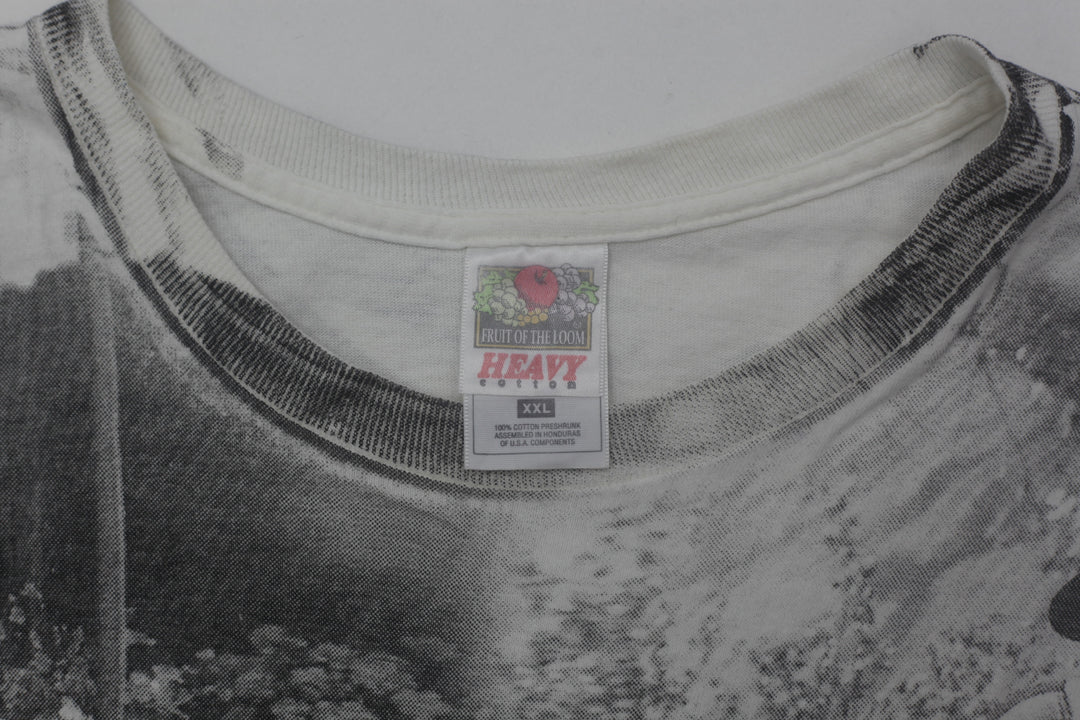 FRUIT OF THE LOOM
HEAVY
cotton
XXL
100% COTTON PRESHRUNK
ASSEMBLED IN HONDURAS
OF U.S.A. COMPONENTS